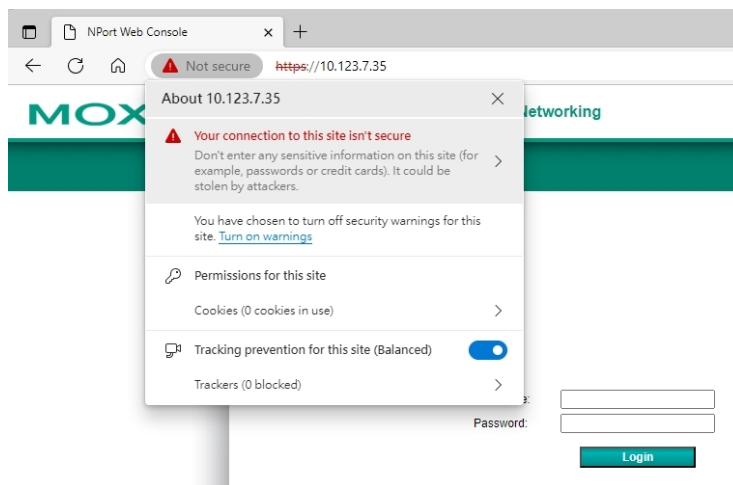 NPort Web Console
Not secure
https://10.123.7.35
MOX
About 10.123.7.35
Networking
Your connection to this site isn't secure
Don't enter any sensitive information on this site (for
example, passwords or credit cards). It could be
stolen by attackers.
You have chosen to turn off security warnings for this
site. Turn on warnings
Permissions for this site
Cookies (0 cookies in use)
Tracking prevention for this site (Balanced)
Trackers (0 blocked)
Password:
Login